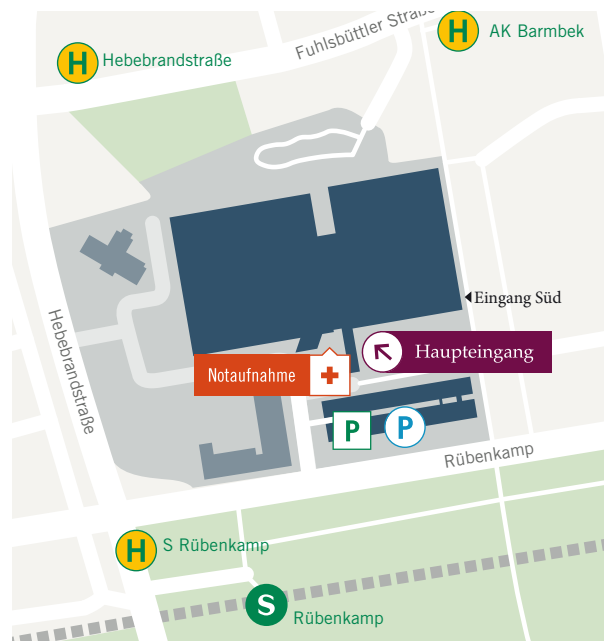 Fuhlsbüttler Straße
H AK Barmbek
H Hebebrandstraße
Eingang Süd
Hebebrandstraße
Haupteingang
Notaufnahme
P P
Rübenkamp
H S Rübenkamp
S Rübenkamp